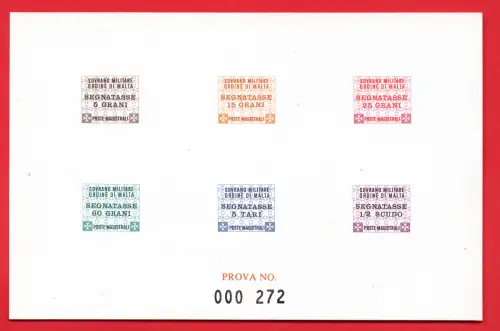 SOVRANO MILITARE
ORDINE DI MALTA
SEGNATASSE
5 GRANI
POSTE MAGISTRALI
SOVRANO MILITARE
ORDINE DI MALTA
SEGNATASSE
15 GRANI
POSTE MAGISTRALI
SOVRANO MILITARE
ORDINE DI MALTA
SEGNATASSE
25 GRANI
POSTE MAGISTRALI
SOVRANO MILITARE
ORDINE DI MALTA
SEGNATASSE
60 GRANI
POSTE MAGISTRALI
SOVRANO MILITARE
ORDINE DI MALTA
SEGNATASSE
5 TARI
POSTE MAGISTRALI
SOVRANO MILITARE
ORDINE DI MALTA
SEGNATASSE
1/2 SCUDO
POSTE MAGISTRALI
PROVA NO.
000 272